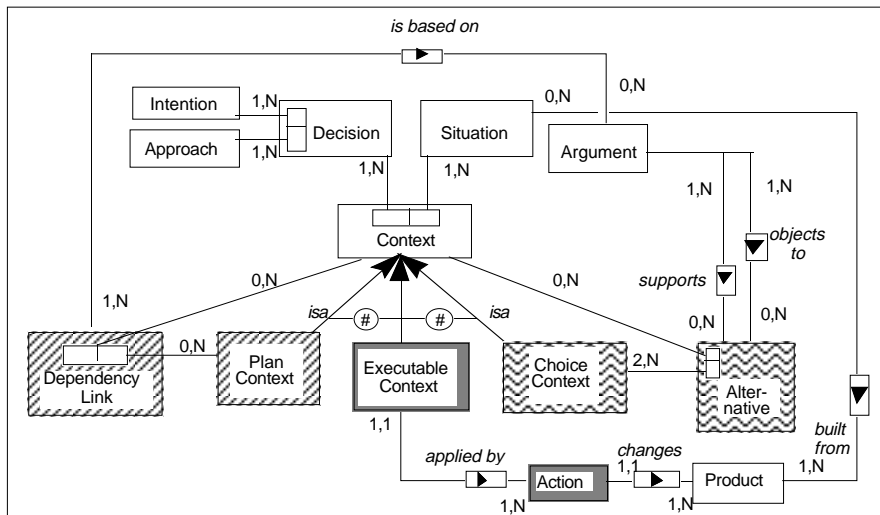 is based on
0,N
0,N
Intention
1,N
Decision
Situation
Approach
1,N
Argument
1,N
1,N
1,N
1,N
Context
objects
to
0,N
0,N
supports
1,N
isa
#
#
isa
0,N
0,N
0,N
Dependency
Link
Plan
Context
Executable
Context
Choice
Context
2,N
Alter-
native
1,1
built
from
applied by
changes
1,1
1,N
Action
1,N
Product
1,N